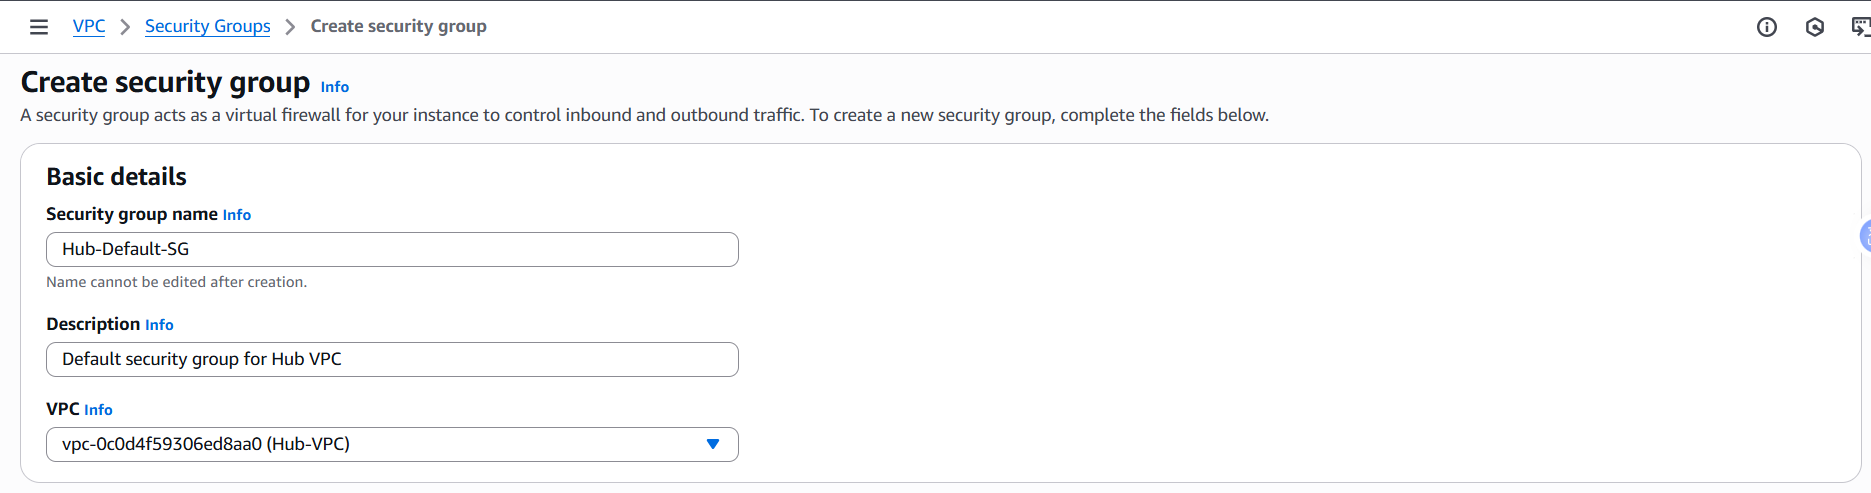 VPC > Security Groups > Create security group
Create security group Info
A security group acts as a virtual firewall for your instance to control inbound and outbound traffic. To create a new security group, complete the fields below.
Basic details
Security group name Info
Hub-Default-SG
Name cannot be edited after creation.
Description Info
Default security group for Hub VPC
VPC Info
vpc-0c0d4f59306ed8aa0 (Hub-VPC)